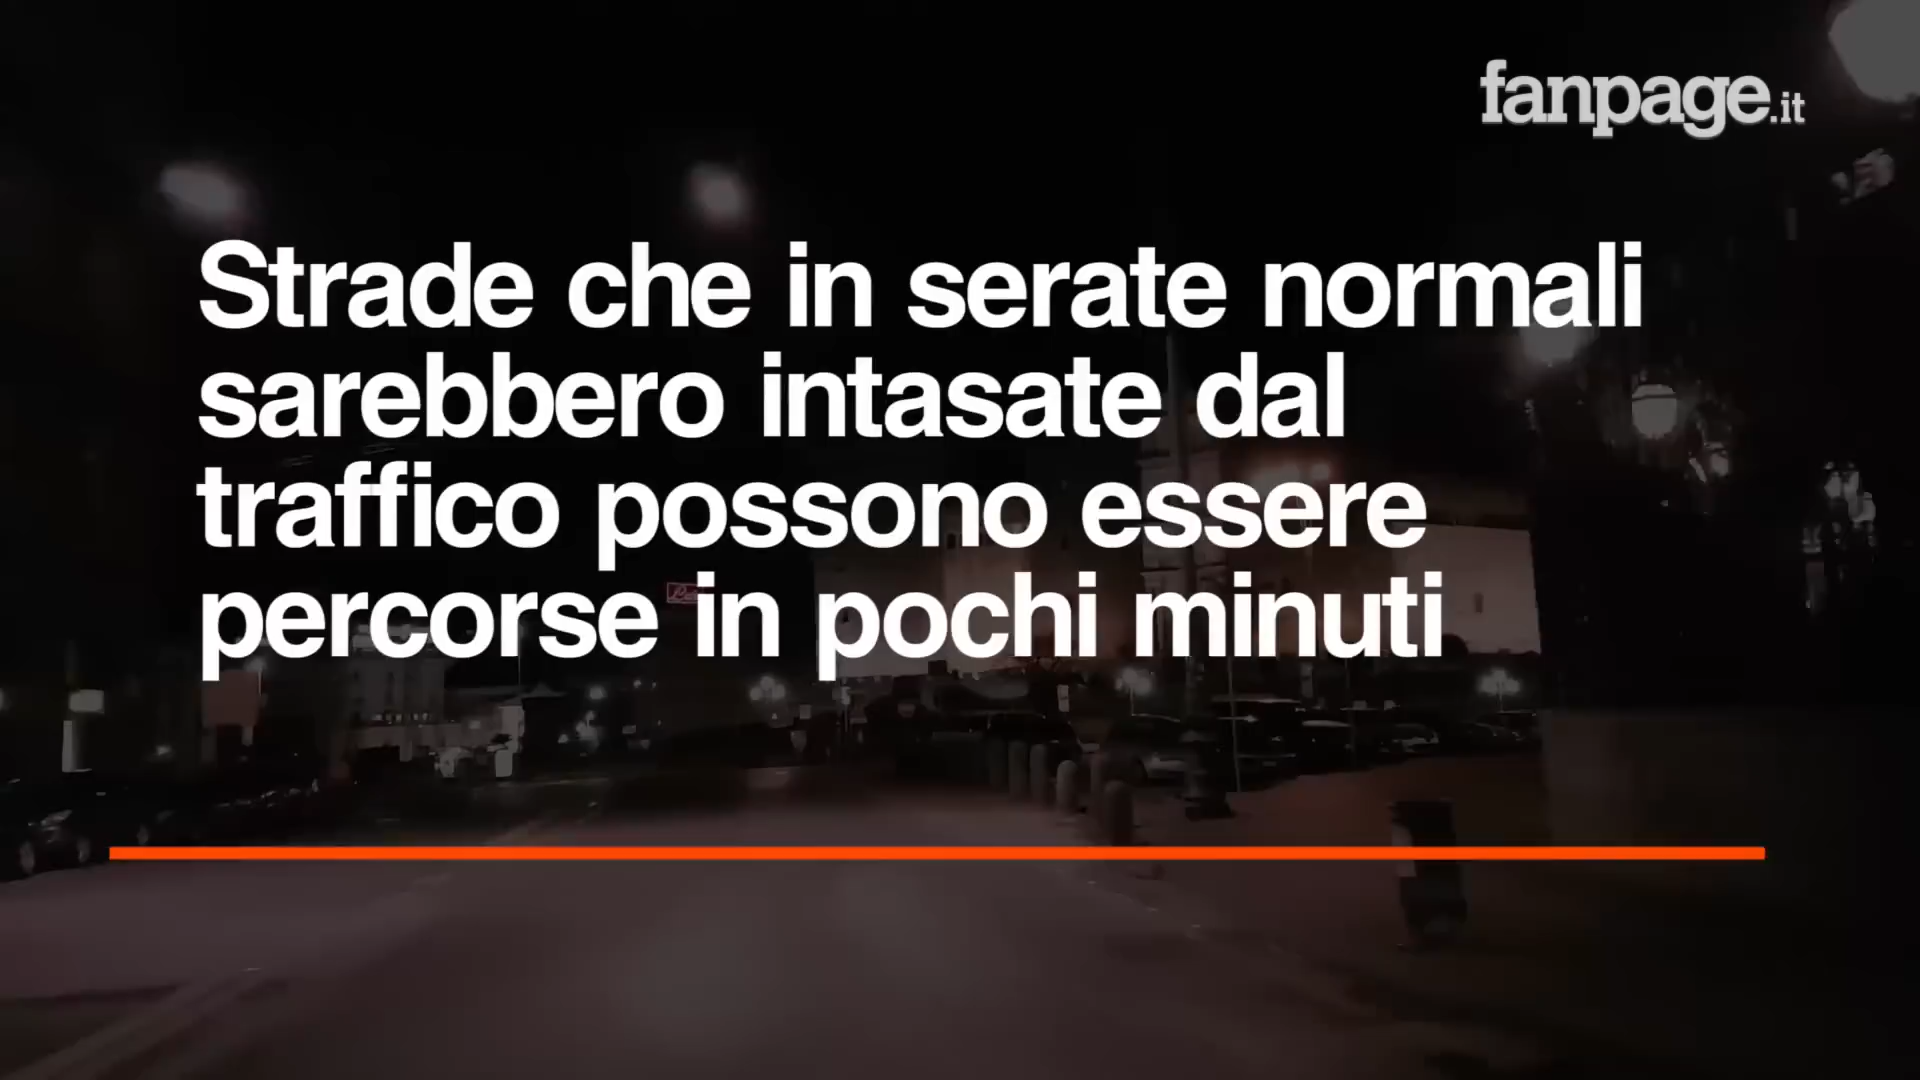 fanpage.it
Strade che in serate normali
sarebbero intasate dal
traffico possono essere
percorse in pochi minuti